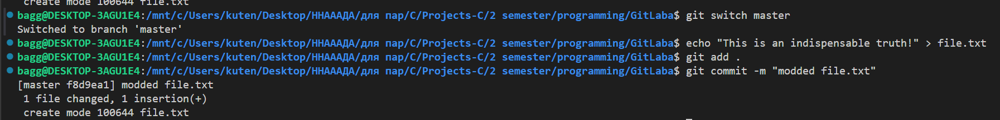 create mode 100644 file.txt
bagg@DESKTOP-3AGU1E4:/mnt/c/Users/kuten/Desktop/ННАААДА/для пар/C/Projects-C/2 semester/programming/GitLaba$ git switch master
Switched to branch 'master'
bagg@DESKTOP-3AGU1E4:/mnt/c/Users/kuten/Desktop/ННАААДА/для пар/C/Projects-C/2 semester/programming/GitLaba$ echo "This is an indispensable truth!" > file.txt
bagg@DESKTOP-3AGU1E4:/mnt/c/Users/kuten/Desktop/ННАААДА/для пар/C/Projects-C/2 semester/programming/GitLaba$ git add .
bagg@DESKTOP-3AGU1E4:/mnt/c/Users/kuten/Desktop/ННАААДА/для пар/C/Projects-C/2 semester/programming/GitLaba$ git commit -m "modded file.txt"
[master f8d9ea1] modded file.txt
1 file changed, 1 insertion(+)
create mode 100644 file.txt